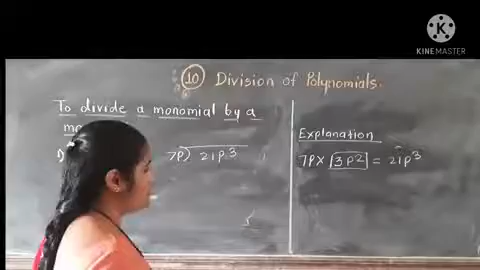 KINEMASTER
10 Division of Polynomials.
To divide a monomial by a
7P) 21P3
Explanation
7P × 3P2 = 21P3